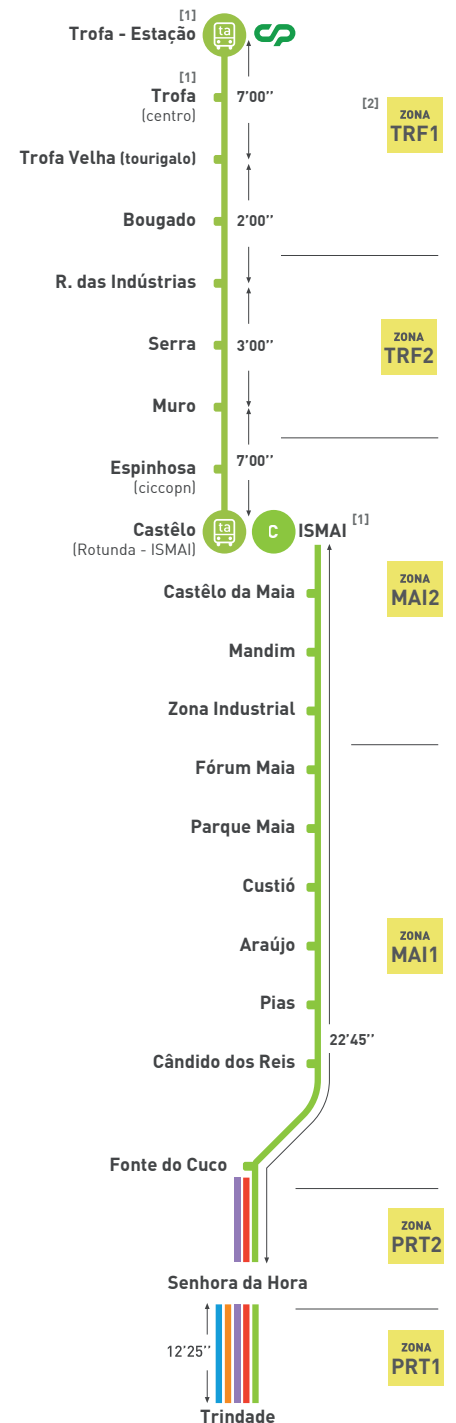 [1]
Trofa - Estação
ta
CP
[1]
Trofa
(centro)
7’00’’
[2]
ZONA
TRF1
Trofa Velha (tourigalo)
Bougado
2’00’’
R. das Indústrias
Serra
3’00’’
ZONA
TRF2
Muro
Espinhosa
(ciccopn)
7’00’’
Castêlo
(Rotunda - ISMAI)
ta
C
ISMAI [1]
Castêlo da Maia
ZONA
MAI2
Mandim
Zona Industrial
Fórum Maia
Parque Maia
Custió
Araújo
ZONA
MAI1
Pias
22’45’’
Cândido dos Reis
Fonte do Cuco
ZONA
PRT2
Senhora da Hora
12’25’’
ZONA
PRT1
Trindade